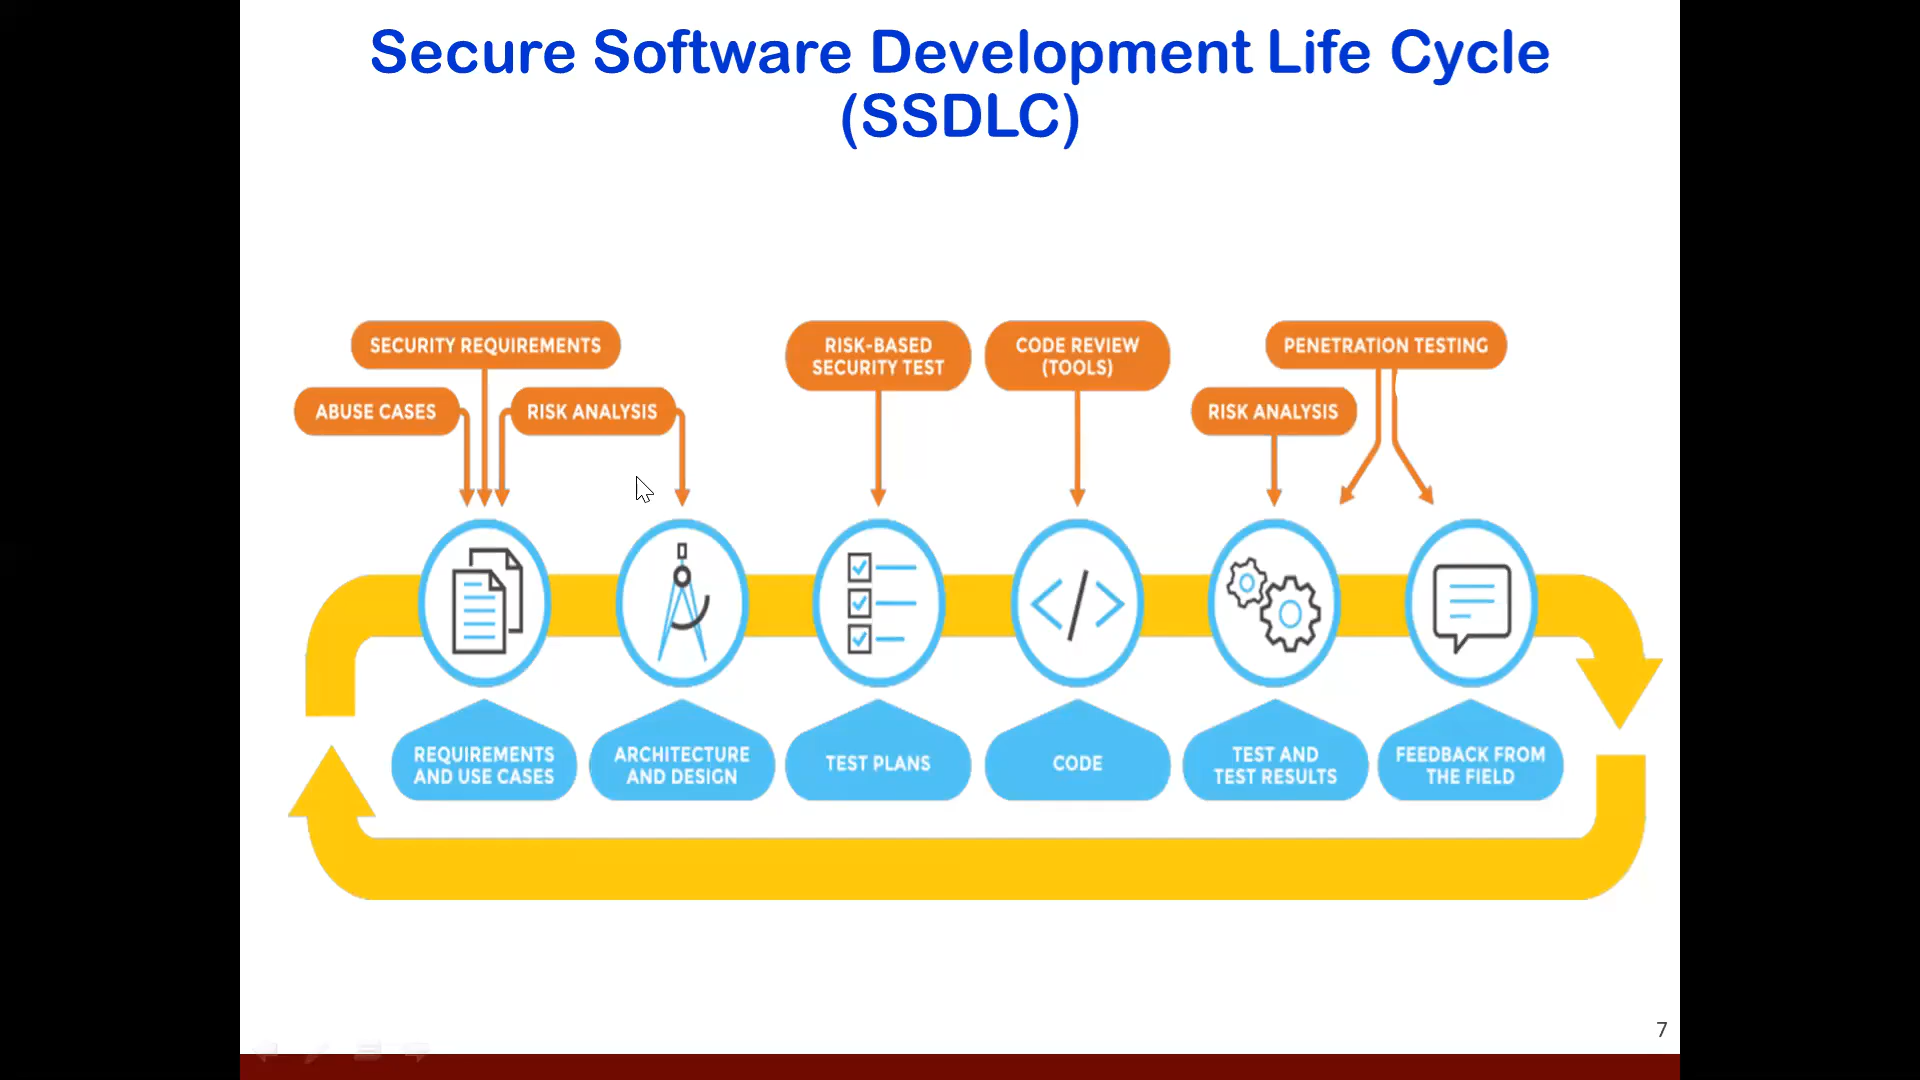 Secure Software Development Life Cycle
(SSDLC)
SECURITY REQUIREMENTS
ABUSE CASES
RISK ANALYSIS
RISK-BASED
SECURITY TEST
CODE REVIEW
(TOOLS)
PENETRATION TESTING
RISK ANALYSIS
REQUIREMENTS
AND USE CASES
ARCHITECTURE
AND DESIGN
TEST PLANS
CODE
TEST AND
TEST RESULTS
FEEDBACK FROM
THE FIELD
7